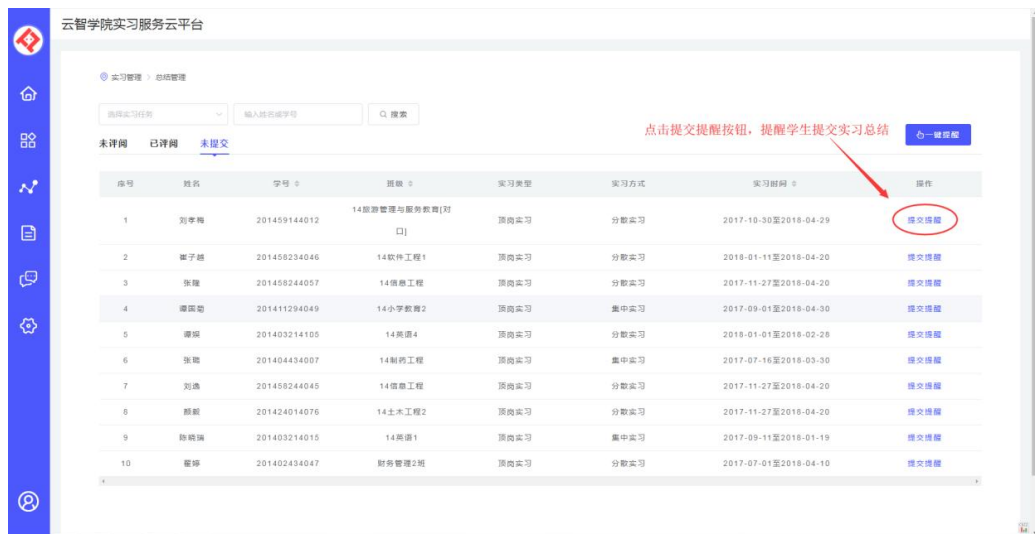 云智学院实习服务云平台
实习管理 > 总结管理
选择实习任务 输入姓名或学号 搜索
点击提交提醒按钮，提醒学生提交实习总结
一键提醒
未评阅 已评阅 未提交
序号 姓名 学号 班级 实习类型 实习方式 实习时间 操作
1 刘孝梅 201459144012 14旅游管理与服务教育[对口] 顶岗实习 分散实习 2017-10-30至2018-04-29 提交提醒
2 崔子越 201458234046 14软件工程1 顶岗实习 分散实习 2018-01-11至2018-04-20 提交提醒
3 张瞳 201458244057 14信息工程 顶岗实习 分散实习 2017-11-27至2018-04-20 提交提醒
4 谭国菊 201411294049 14小学教育2 顶岗实习 集中实习 2017-09-01至2018-04-30 提交提醒
5 谭娟 201403214105 14英语4 顶岗实习 分散实习 2018-01-01至2018-02-28 提交提醒
6 张聪 201404434007 14制药工程 顶岗实习 集中实习 2017-07-16至2018-03-30 提交提醒
7 刘逸 201458244045 14信息工程 顶岗实习 分散实习 2017-11-27至2018-04-20 提交提醒
8 颜毅 201424014076 14土木工程2 顶岗实习 分散实习 2017-11-27至2018-04-20 提交提醒
9 陈晓瑞 201403214015 14英语1 顶岗实习 集中实习 2017-09-11至2018-01-19 提交提醒
10 翟婷 201402434047 财务管理2班 顶岗实习 分散实习 2017-07-01至2018-04-10 提交提醒